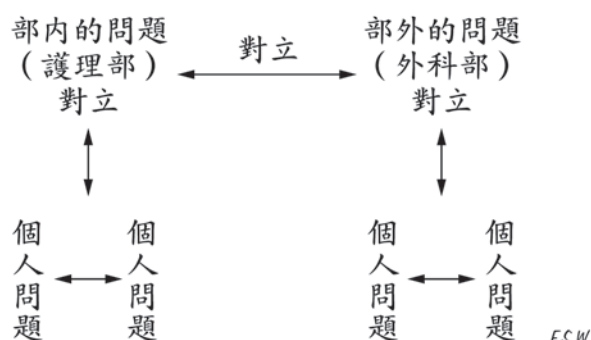 部內的問題
（護理部）
對立
對立
部外的問題
（外科部）
對立
個人問題
個人問題
個人問題
個人問題
F.S.W